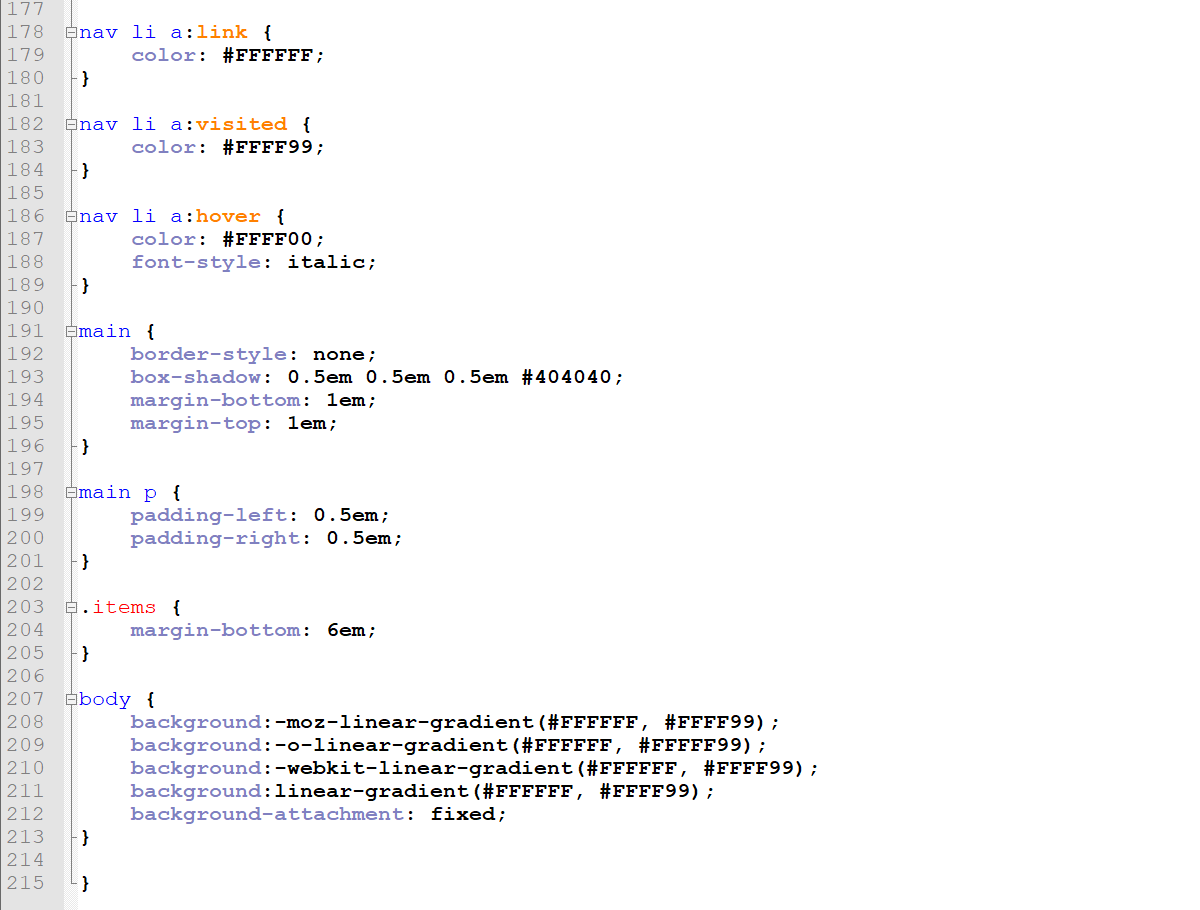 177
178 nav li a:link {
179 color: #FFFFFF;
180 }
181
182 nav li a:visited {
183 color: #FFFF99;
184 }
185
186 nav li a:hover {
187 color: #FFFF00;
188 font-style: italic;
189 }
190
191 main {
192 border-style: none;
193 box-shadow: 0.5em 0.5em 0.5em #404040;
194 margin-bottom: 1em;
195 margin-top: 1em;
196 }
197
198 main p {
199 padding-left: 0.5em;
200 padding-right: 0.5em;
201 }
202
203 .items {
204 margin-bottom: 6em;
205 }
206
207 body {
208 background:-moz-linear-gradient(#FFFFFF, #FFFF99);
209 background:-o-linear-gradient(#FFFFFF, #FFFFF99);
210 background:-webkit-linear-gradient(#FFFFFF, #FFFF99);
211 background:linear-gradient(#FFFFFF, #FFFF99);
212 background-attachment: fixed;
213 }
214
215 }